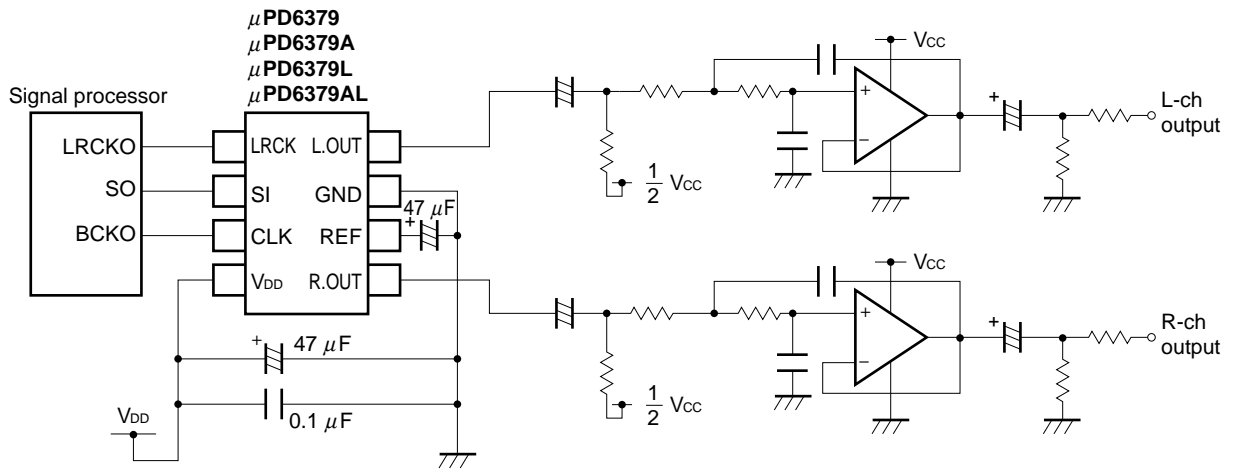 μPD6379
μPD6379A
μPD6379L
μPD6379AL
Signal processor
LRCKO
SO
BCKO
LRCK
SI
CLK
VDD
L.OUT
GND
REF
R.OUT
47 μF
+
+
47 μF
0.1 μF
VDD
1/2 VCC
VCC
+
−
+
L-ch
output
1/2 VCC
VCC
+
−
+
R-ch
output